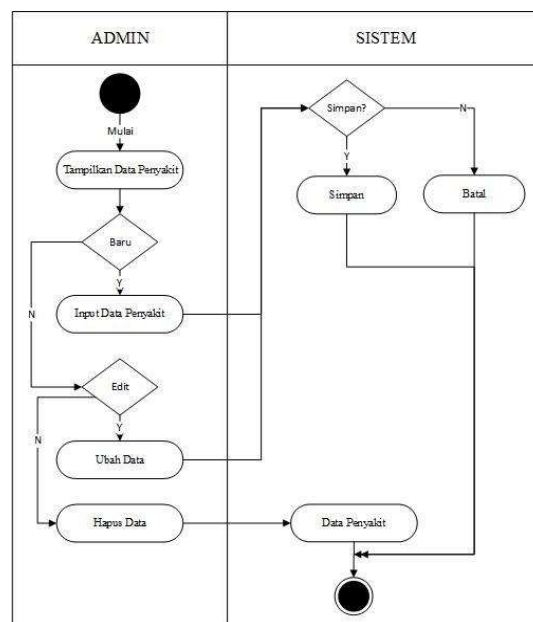 ADMIN
SISTEM
Mulai
Tampilkan Data Penyakit
Baru
Y
N
Input Data Penyakit
Edit
Y
N
Ubah Data
Hapus Data
Simpan?
N
Y
Simpan
Batal
Data Penyakit